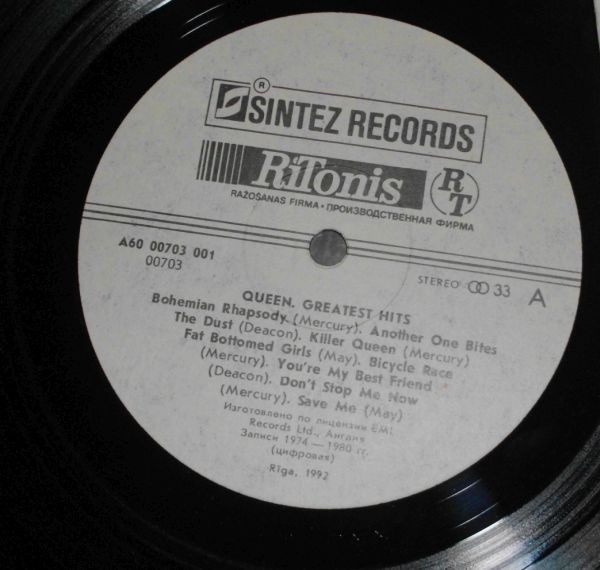 ®
SINTEZ RECORDS
RiTonis
RT
RAŽOŠANAS FIRMA • ПРОИЗВОДСТВЕННАЯ ФИРМА
A60 00703 001
00703
STEREO 33 A
QUEEN. GREATEST HITS
Bohemian Rhapsody (Mercury). Another One Bites
The Dust (Deacon). Killer Queen (Mercury)
Fat Bottomed Girls (May). Bicycle Race
(Mercury). You're My Best Friend
(Deacon). Don't Stop Me Now
(Mercury). Save Me (May)
Изготовлено по лицензии EMI
Records Ltd., Англия
Записи 1974 — 1980 гг.
(цифровая)
Rīga, 1992